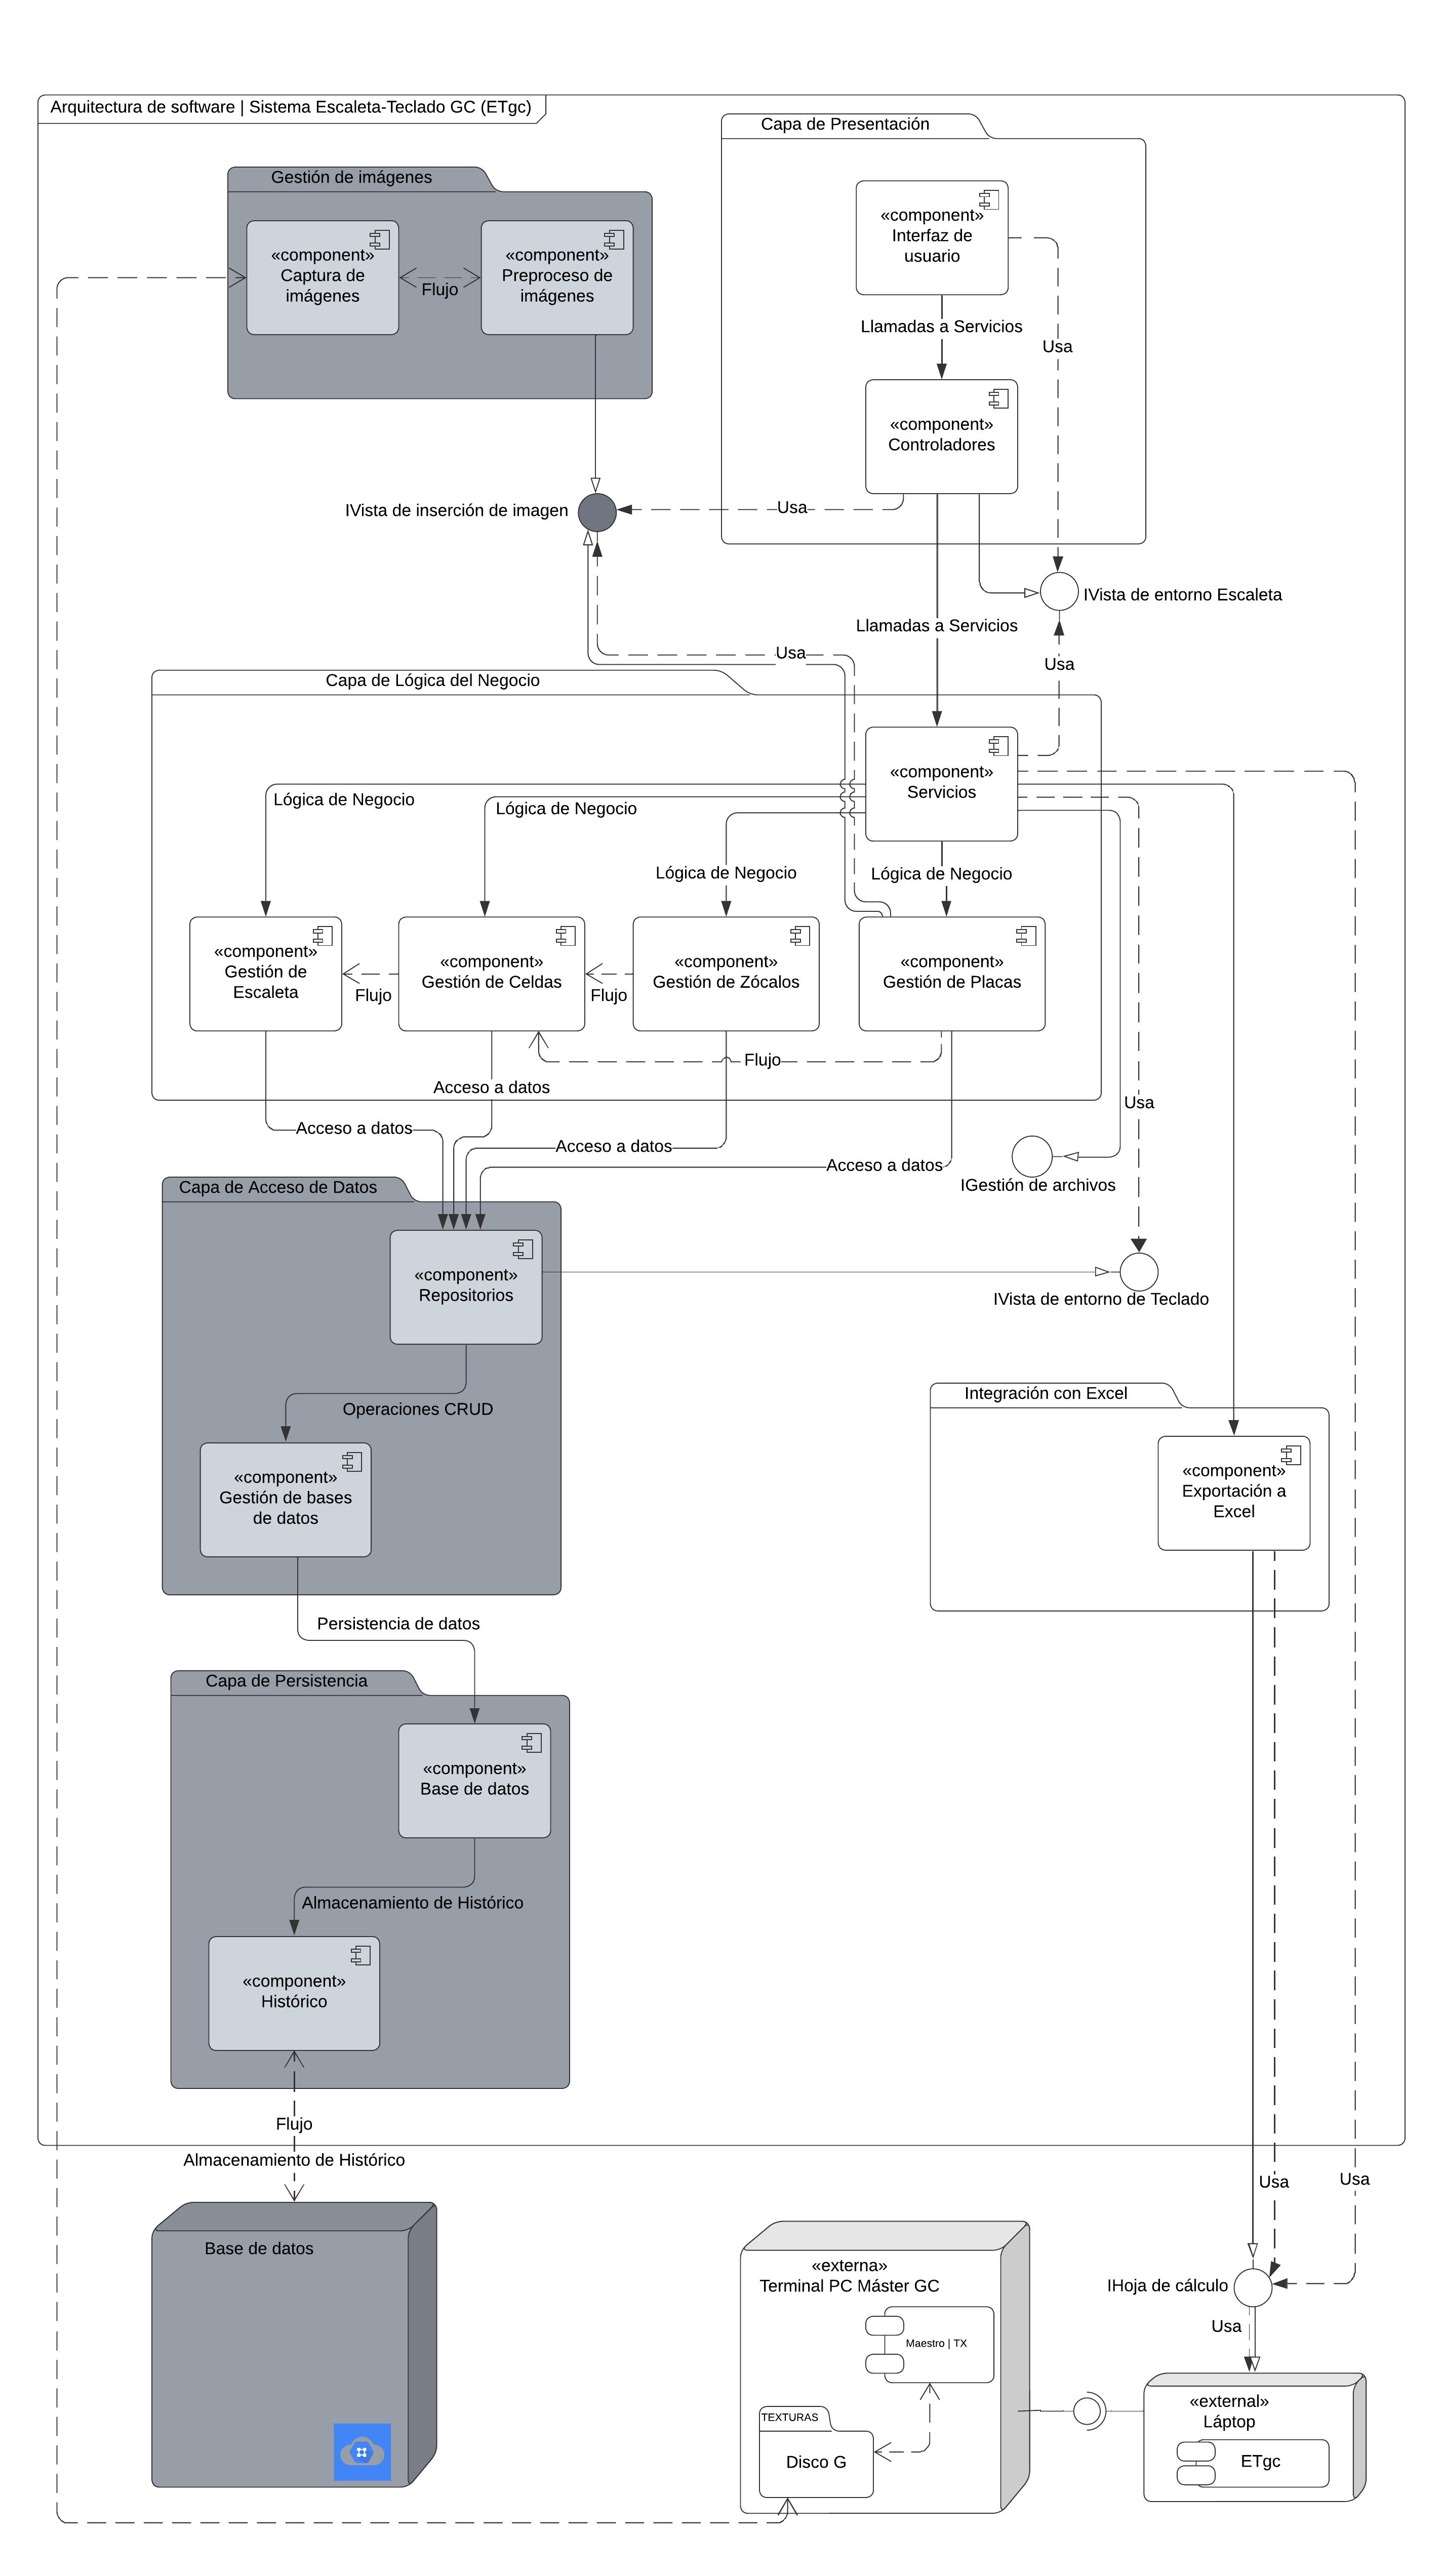 Arquitectura de software | Sistema Escaleta-Teclado GC (ETgc)
Capa de Presentación
Gestión de imágenes
«component»
Interfaz de
usuario
«component»
Captura de
imágenes
Flujo
«component»
Preproceso de
imágenes
Llamadas a Servicios
Usa
«component»
Controladores
IVista de inserción de imagen
Usa
IVista de entorno Escaleta
Llamadas a Servicios
Usa
Usa
Capa de Lógica del Negocio
«component»
Servicios
Lógica de Negocio
Lógica de Negocio
Lógica de Negocio
Lógica de Negocio
«component»
Gestión de
Escaleta
Flujo
«component»
Gestión de Celdas
Flujo
«component»
Gestión de Zócalos
«component»
Gestión de Placas
Flujo
Acceso a datos
Usa
Acceso a datos
Acceso a datos
Acceso a datos
IGestión de archivos
Capa de Acceso de Datos
«component»
Repositorios
IVista de entorno de Teclado
Operaciones CRUD
Integración con Excel
«component»
Gestión de bases
de datos
«component»
Exportación a
Excel
Persistencia de datos
Capa de Persistencia
«component»
Base de datos
Almacenamiento de Histórico
«component»
Histórico
Flujo
Almacenamiento de Histórico
Usa
Usa
Base de datos
«externa»
Terminal PC Máster GC
IHoja de cálculo
Usa
Maestro | TX
TEXTURAS
Disco G
«external»
Láptop
ETgc